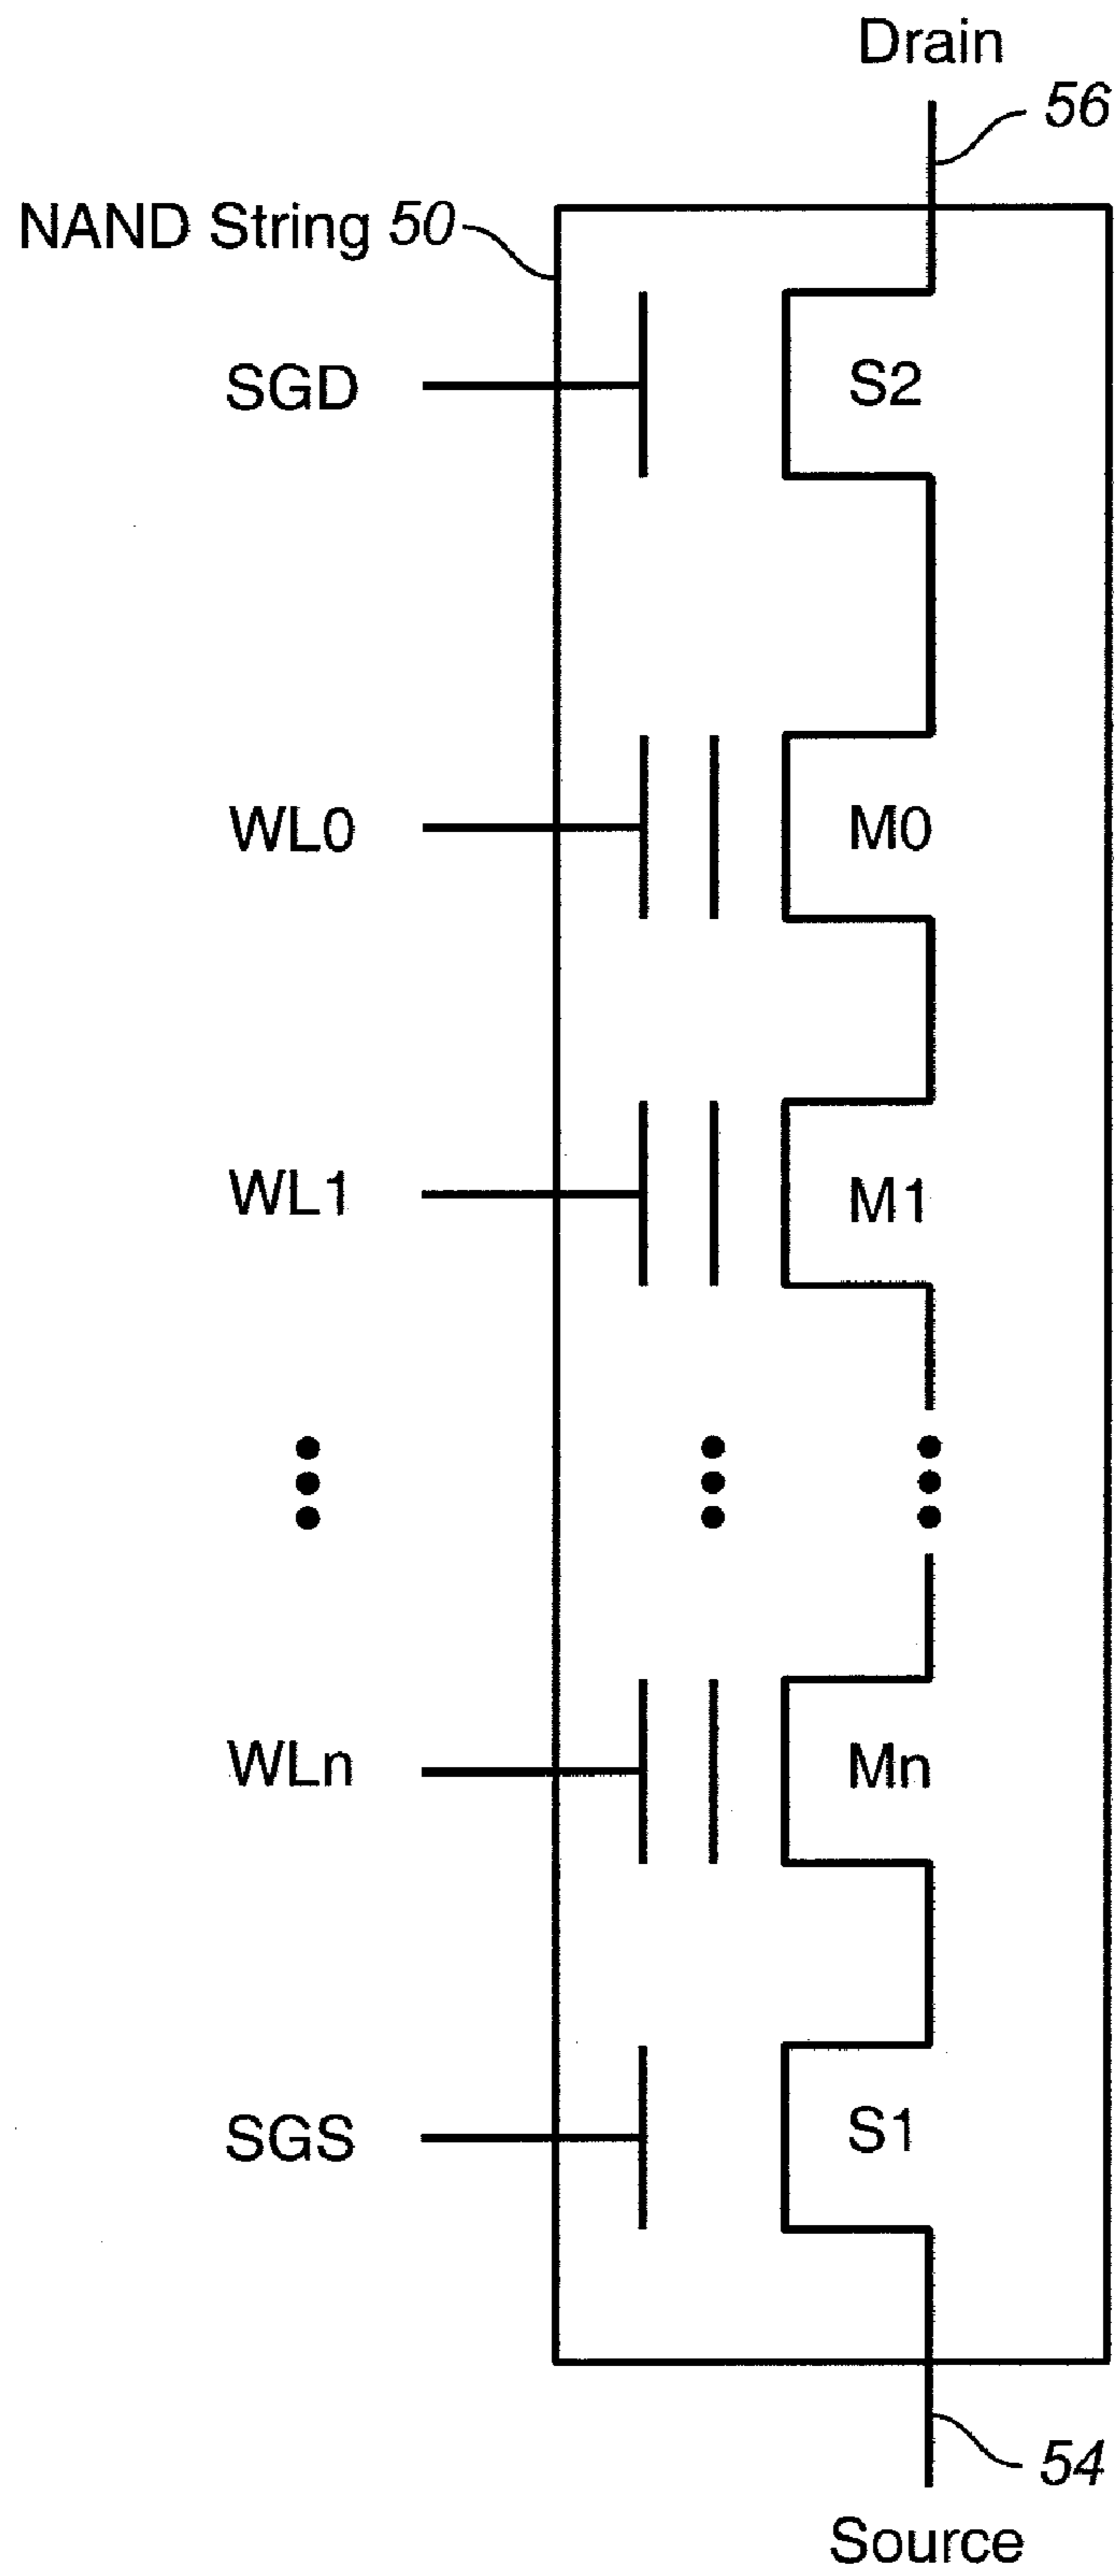 Drain
56
NAND String 50
SGD
S2
WL0
M0
WL1
M1
WLn
Mn
SGS
S1
54
Source